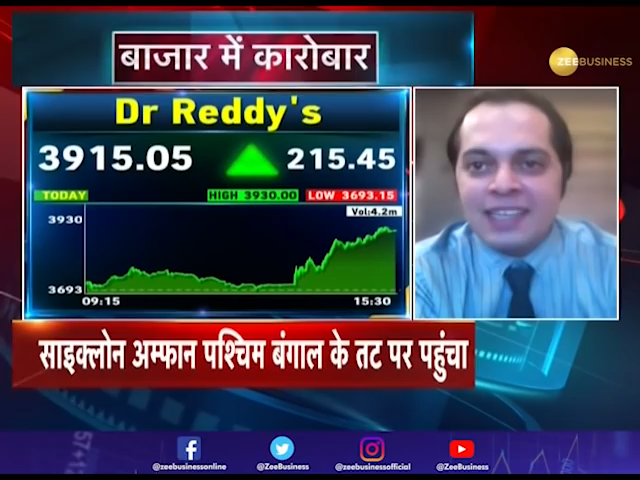 बाजार में कारोबार
ZEEBUSINESS
Dr Reddy's
3915.05 215.45
TODAY HIGH 3930.00 LOW 3693.15
Vol:4.2m
3930
3693
09:15 15:30
साइक्लोन अम्फान पश्चिम बंगाल के तट पर पहुंचा
@zeebusinessonline @ZeeBusiness @zeebusinessofficial @ZeeBusiness